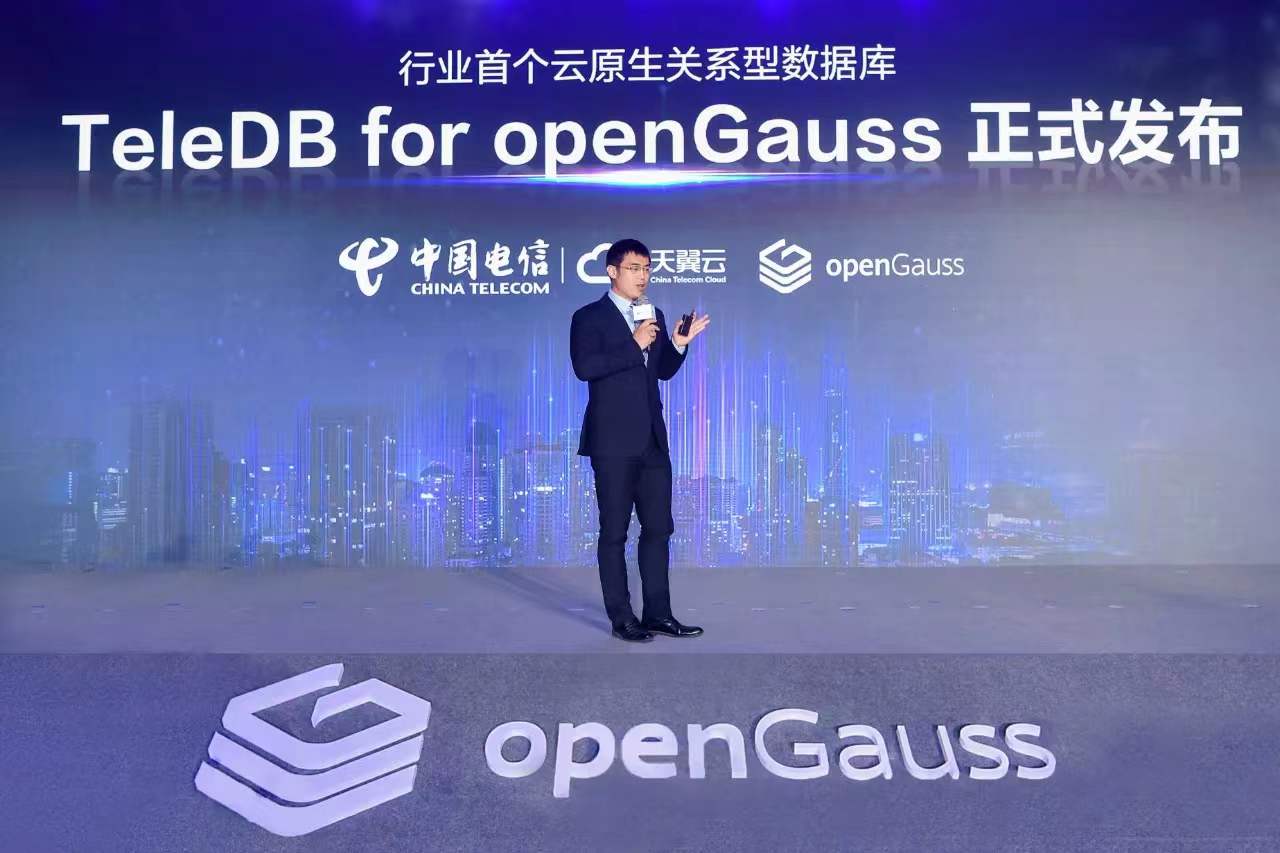 行业首个云原生关系型数据库
TeleDB for openGauss 正式发布
中国电信 天翼云 openGauss
CHINA TELECOM China Telecom Cloud
openGauss